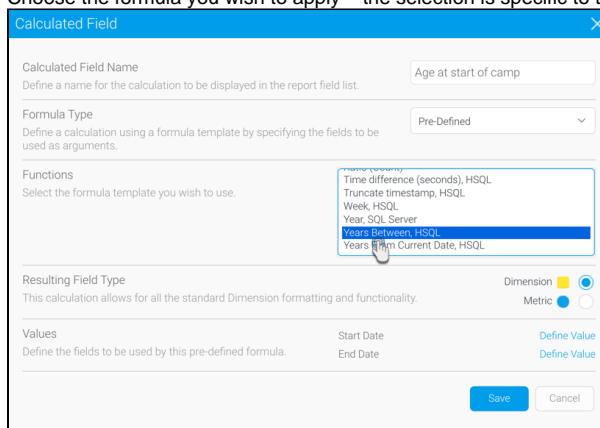 Choose the formula you wish to apply – the selection is specific to t
Calculated Field
Calculated Field Name
Define a name for the calculation to be displayed in the report field list.
Age at start of camp
Formula Type
Define a calculation using a formula template by specifying the fields to be
used as arguments.
Pre-Defined
Functions
Select the formula template you wish to use.
Time difference (seconds), HSQL
Truncate timestamp, HSQL
Week, HSQL
Year, SQL Server
Years Between, HSQL
Years From Current Date, HSQL
Resulting Field Type
This calculation allows for all the standard Dimension formatting and functionality.
Dimension
Metric
Values
Define the fields to be used by this pre-defined formula.
Start Date
Define Value
End Date
Define Value
Save
Cancel